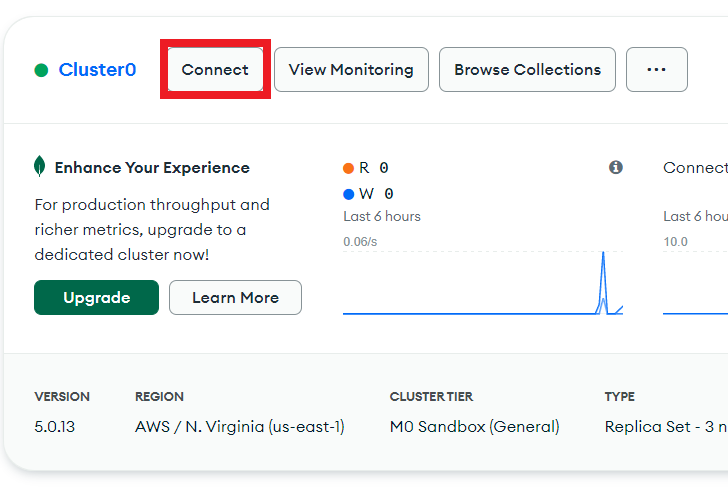 Cluster0
Connect
View Monitoring
Browse Collections
...
Enhance Your Experience
For production throughput and
richer metrics, upgrade to a
dedicated cluster now!
Upgrade
Learn More
R 0
W 0
Last 6 hours
0.06/s
Connect
Last 6 hou
10.0
VERSION
5.0.13
REGION
AWS / N. Virginia (us-east-1)
CLUSTER TIER
M0 Sandbox (General)
TYPE
Replica Set - 3 n